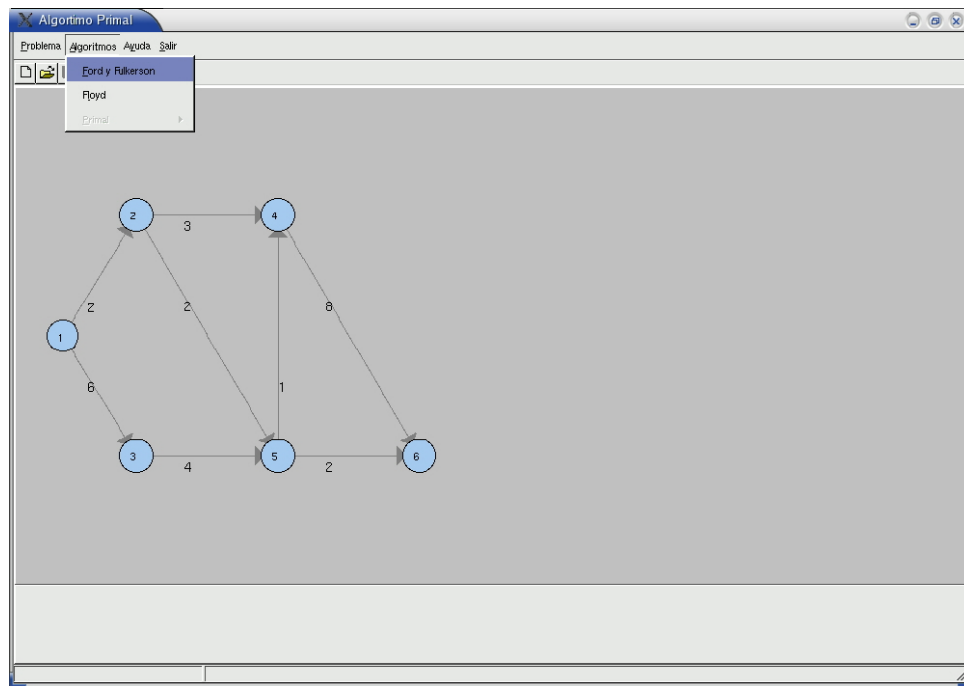 Algortimo Primal
Problema Algoritmos Ayuda Salir
Ford y Fulkerson
Floyd
Primal
2 4
3
2 2 8
1
6 1
3 5 6
4 2